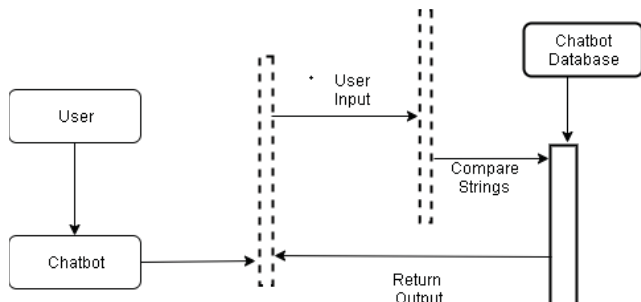 Chatbot
Database
User
Input
User
Compare
Strings
Chatbot
Return
Output